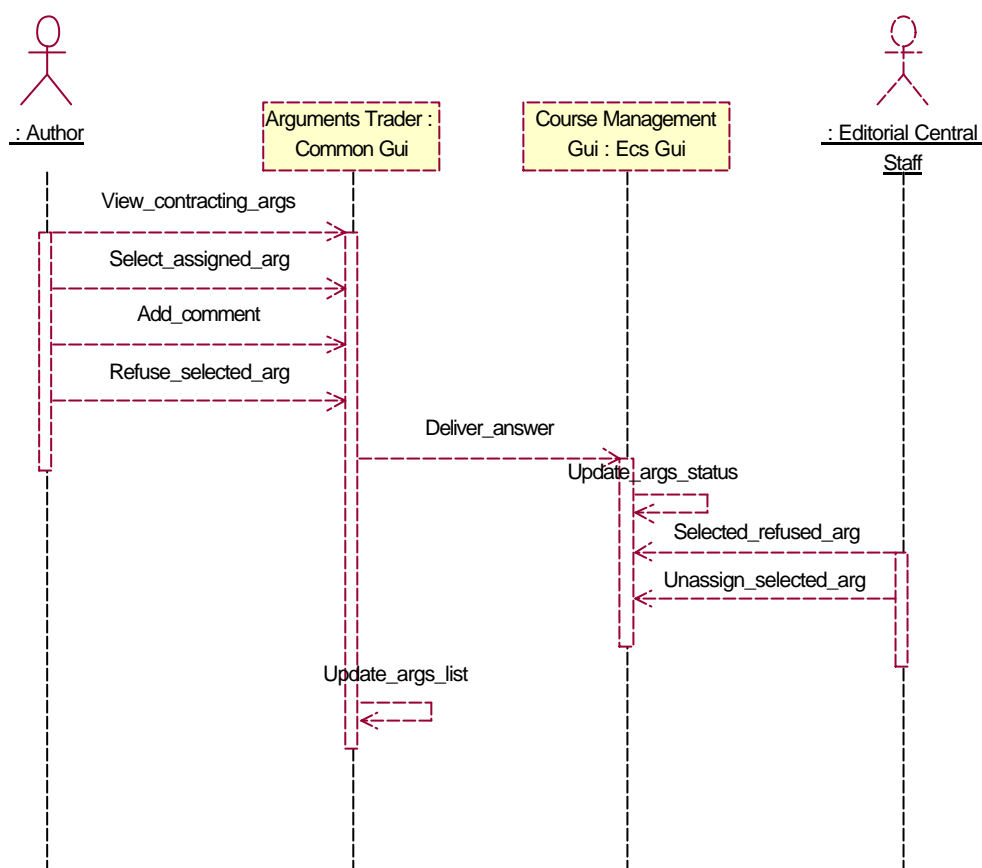 : Author
Arguments Trader :
Common Gui
Course Management
Gui : Ecs Gui
: Editorial Central
Staff
View_contracting_args
Select_assigned_arg
Add_comment
Refuse_selected_arg
Deliver_answer
Update_args_status
Selected_refused_arg
Unassign_selected_arg
Update_args_list